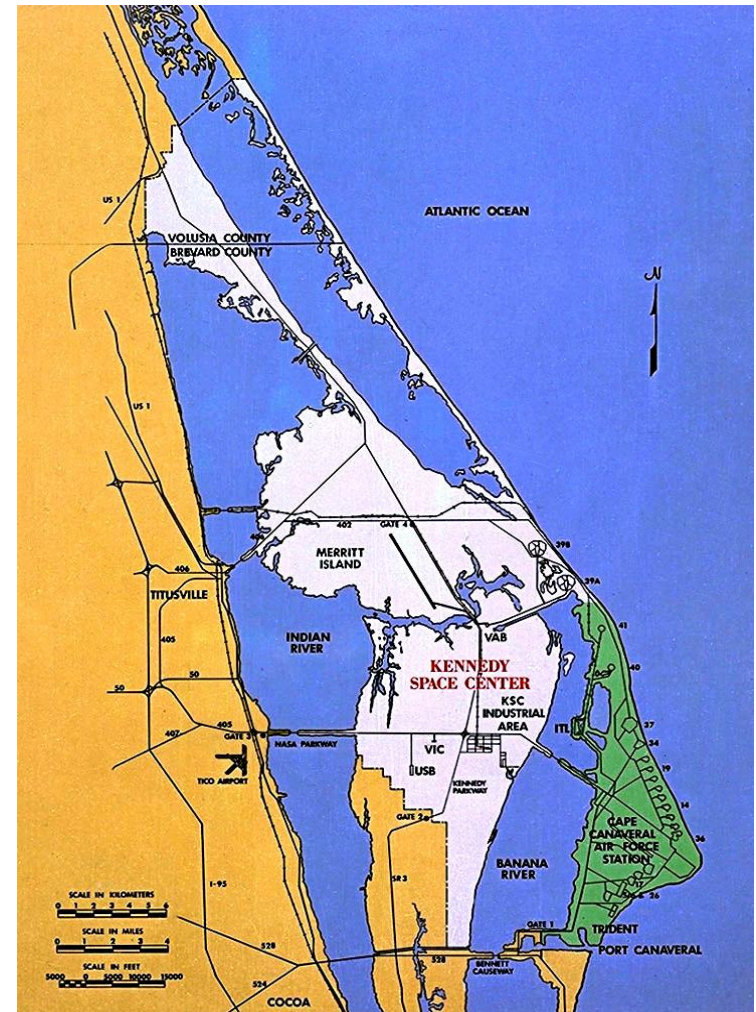 ATLANTIC OCEAN
N
US 1
VOLUSIA COUNTY
BREVARD COUNTY
US 1
402
GATE 4
39B
39A
406
MERRITT
ISLAND
406
TITUSVILLE
405
INDIAN
RIVER
VAB
41
KENNEDY
SPACE CENTER
40
50
50
KSC
INDUSTRIAL
AREA
ITL
37
34
405
407
GATE 3
NASA PARKWAY
VIC
19
TICO AIRPORT
USB
KENNEDY
PARKWAY
14
GATE 2
CAPE
CANAVERAL
AIR FORCE
STATION
36
BANANA
RIVER
I-95
SR 3
17
26
SCALE IN KILOMETERS
0 1 2 3 4 5 6
SCALE IN MILES
0 1 2 3 4
SCALE IN FEET
5000 0 5000 10000 15000
GATE 1
TRIDENT
PORT CANAVERAL
528
528
BENNETT
CAUSEWAY
524
COCOA